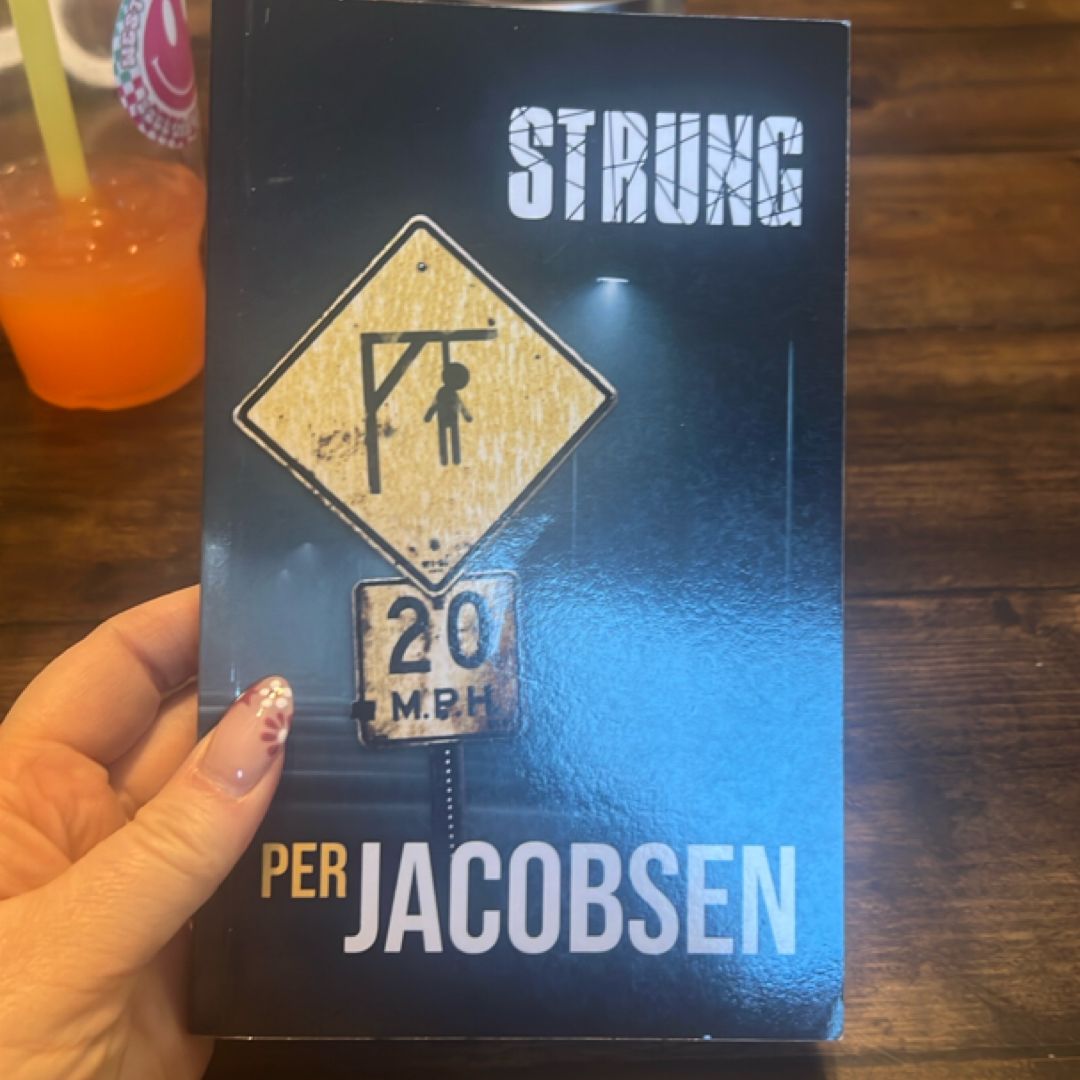 STRUNG
20
M.P.H
PER JACOBSEN